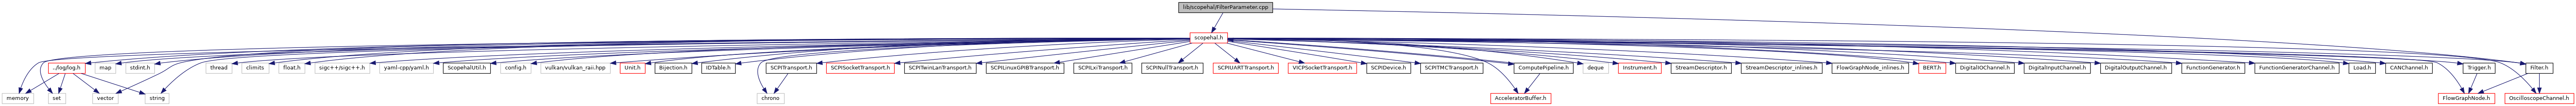 lib/scopehal/FilterParameter.cpp
scopehal.h
../log/log.h
map
stdint.h
thread
climits
float.h
sigc++/sigc++.h
yaml-cpp/yaml.h
ScopehalUtil.h
config.h
vulkan/vulkan_raii.hpp
Unit.h
Bijection.h
IDTable.h
SCPITransport.h
SCPISocketTransport.h
SCPITwinLanTransport.h
SCPILinuxGPIBTransport.h
SCPILxiTransport.h
SCPINullTransport.h
SCPIUARTTransport.h
VICPSocketTransport.h
SCPIDevice.h
SCPITMCTransport.h
ComputePipeline.h
deque
Instrument.h
StreamDescriptor.h
StreamDescriptor_inlines.h
FlowGraphNode_inlines.h
BERT.h
DigitalIOChannel.h
DigitalInputChannel.h
DigitalOutputChannel.h
FunctionGenerator.h
FunctionGeneratorChannel.h
Load.h
CANChannel.h
Trigger.h
Filter.h
memory
set
vector
string
chrono
AcceleratorBuffer.h
FlowGraphNode.h
OscilloscopeChannel.h